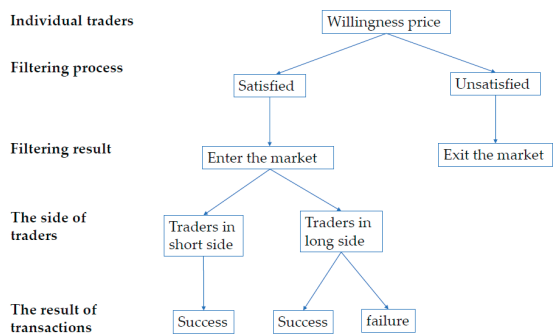 Individual traders
Willingness price
Filtering process
Satisfied
Unsatisfied
Filtering result
Enter the market
Exit the market
The side of
traders
Traders in
short side
Traders in
long side
The result of
transactions
Success
Success
failure